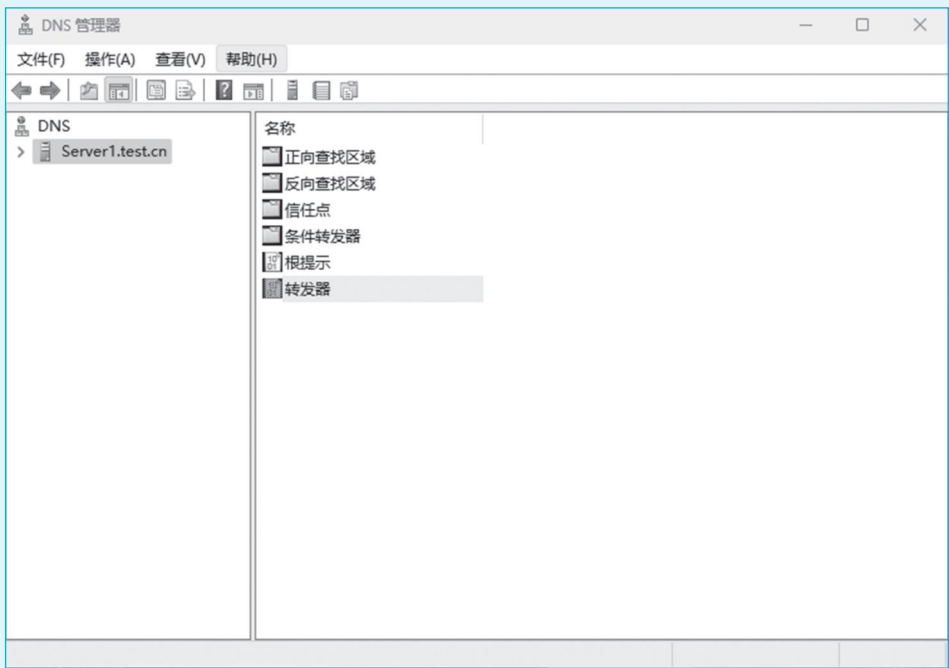 DNS 管理器
文件(F) 操作(A) 查看(V) 帮助(H)
DNS
Server1.test.cn
名称
正向查找区域
反向查找区域
信任点
条件转发器
根提示
转发器